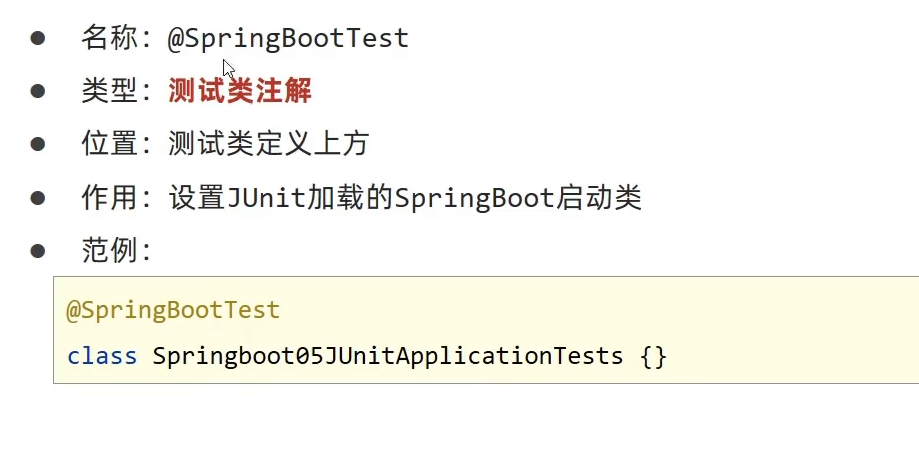 ● 名称：@SpringBootTest
● 类型：测试类注解
● 位置：测试类定义上方
● 作用：设置JUnit加载的SpringBoot启动类
● 范例：
@SpringBootTest
class Springboot05JUnitApplicationTests {}